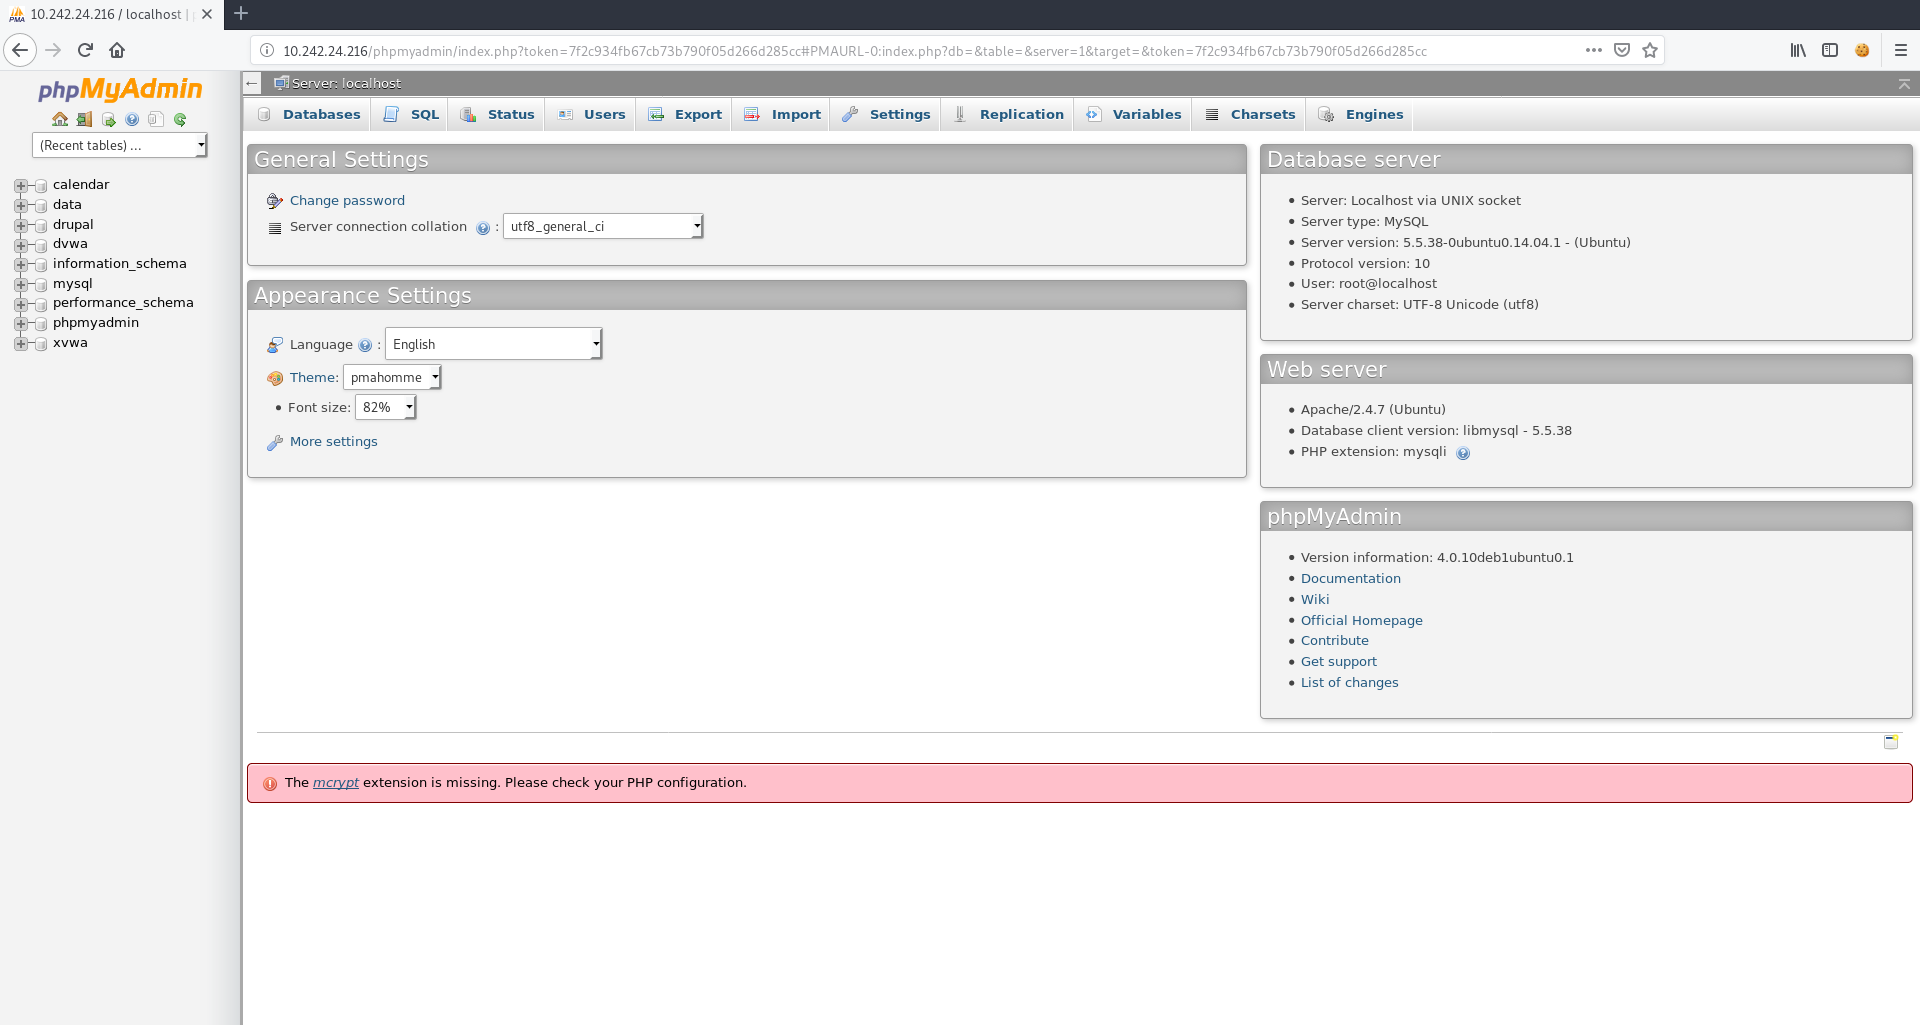 10.242.24.216 / localhost |
10.242.24.216/phpmyadmin/index.php?token=7f2c934fb67cb73b790f05d266d285cc#PMAURL-0:index.php?db=&table=&server=1&target=&token=7f2c934fb67cb73b790f05d266d285cc
phpMyAdmin
(Recent tables) ...
calendar
data
drupal
dvwa
information_schema
mysql
performance_schema
phpmyadmin
xvwa
Server: localhost
Databases SQL Status Users Export Import Settings Replication Variables Charsets Engines
General Settings
Change password
Server connection collation : utf8_general_ci
Appearance Settings
Language : English
Theme: pmahomme
• Font size: 82%
More settings
Database server
• Server: Localhost via UNIX socket
• Server type: MySQL
• Server version: 5.5.38-0ubuntu0.14.04.1 - (Ubuntu)
• Protocol version: 10
• User: root@localhost
• Server charset: UTF-8 Unicode (utf8)
Web server
• Apache/2.4.7 (Ubuntu)
• Database client version: libmysql - 5.5.38
• PHP extension: mysqli
phpMyAdmin
• Version information: 4.0.10deb1ubuntu0.1
• Documentation
• Wiki
• Official Homepage
• Contribute
• Get support
• List of changes
The mcrypt extension is missing. Please check your PHP configuration.